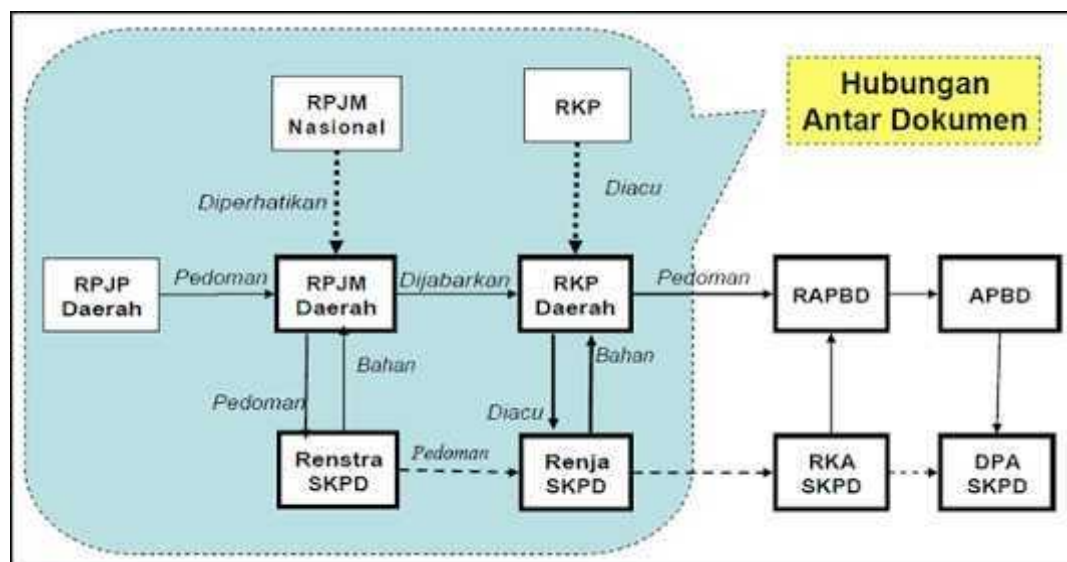 Hubungan
Antar Dokumen
RPJM
Nasional
RKP
Diperhatikan
Diacu
RPJP
Daerah
Pedoman
RPJM
Daerah
Dijabarkan
RKP
Daerah
Pedoman
RAPBD
APBD
Pedoman
Bahan
Diacu
Bahan
Renstra
SKPD
Pedoman
Renja
SKPD
RKA
SKPD
DPA
SKPD